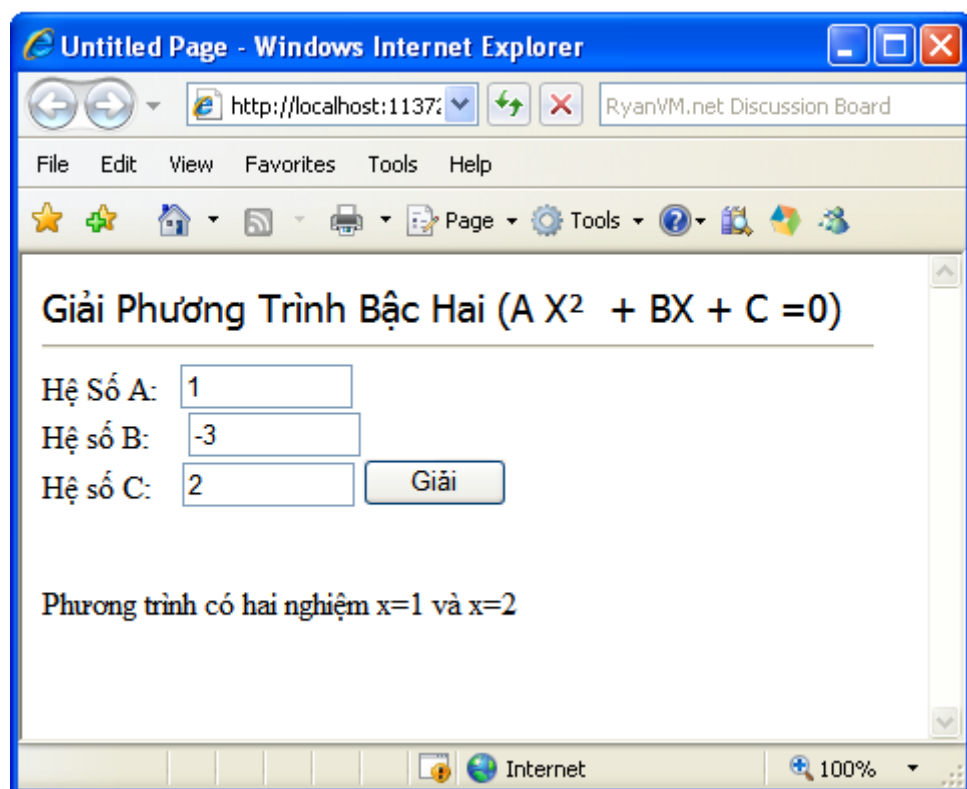 Untitled Page - Windows Internet Explorer
http://localhost:1137
RyanVM.net Discussion Board
File Edit View Favorites Tools Help
Page Tools
Giải Phương Trình Bậc Hai (A X² + BX + C =0)
Hệ Số A: 1
Hệ số B: -3
Hệ số C: 2 Giải
Phương trình có hai nghiệm x=1 và x=2
Internet 100%